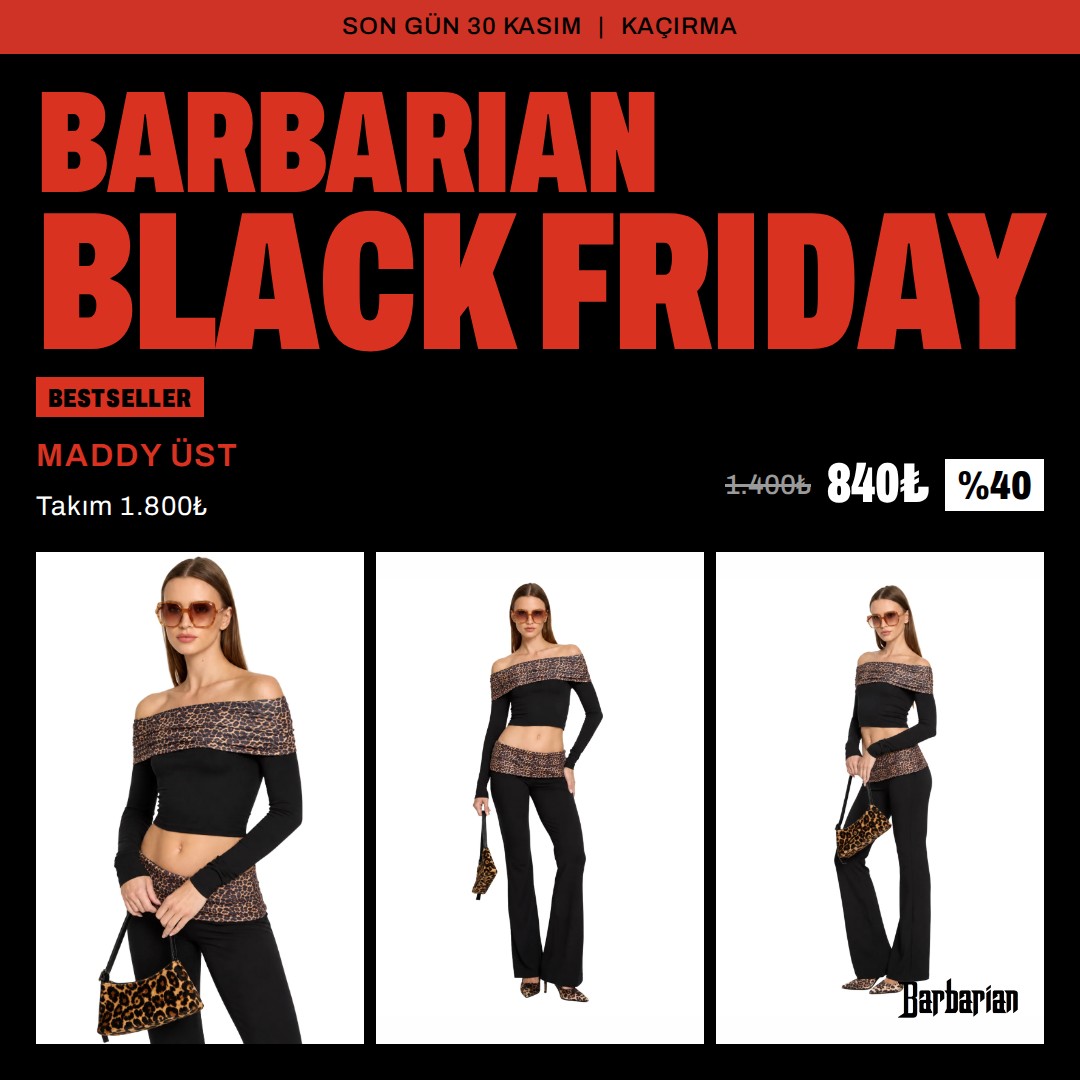 SON GÜN 30 KASIM | KAÇIRMA
BARBARIAN
BLACK FRIDAY
BESTSELLER
MADDY ÜST
Takım 1.800₺
1.400₺ 840₺ %40
Barbarian